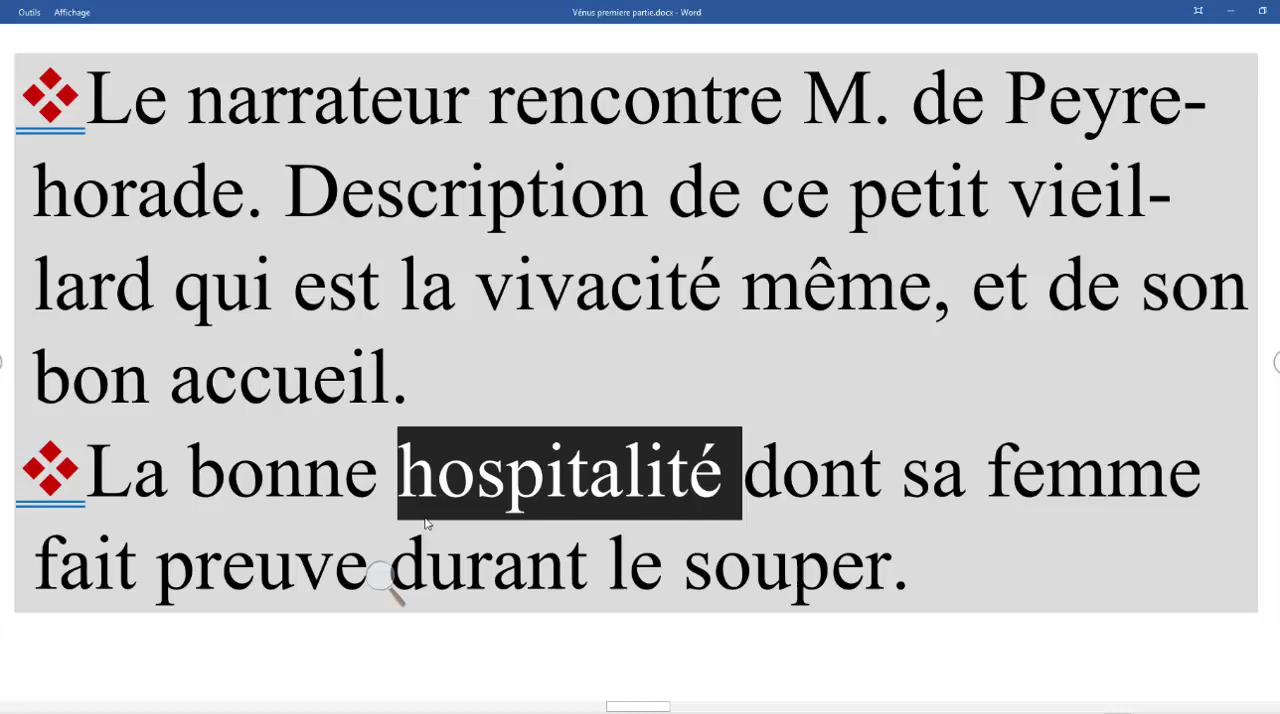 Outils Affichage Vénus premiere partie.docx - Word
Le narrateur rencontre M. de Peyre-
horade. Description de ce petit vieil-
lard qui est la vivacité même, et de son
bon accueil.
La bonne hospitalité dont sa femme
fait preuve durant le souper.